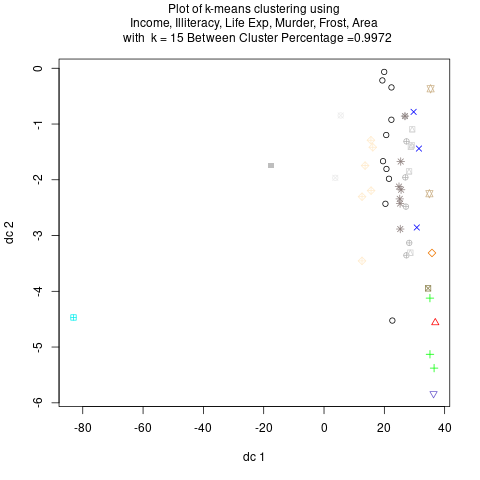 Plot of k-means clustering using
Income, Illiteracy, Life Exp, Murder, Frost, Area
with k = 15 Between Cluster Percentage =0.9972
0
-1
-2
-3
-4
-5
-6
dc 2
-80
-60
-40
-20
0
20
40
dc 1